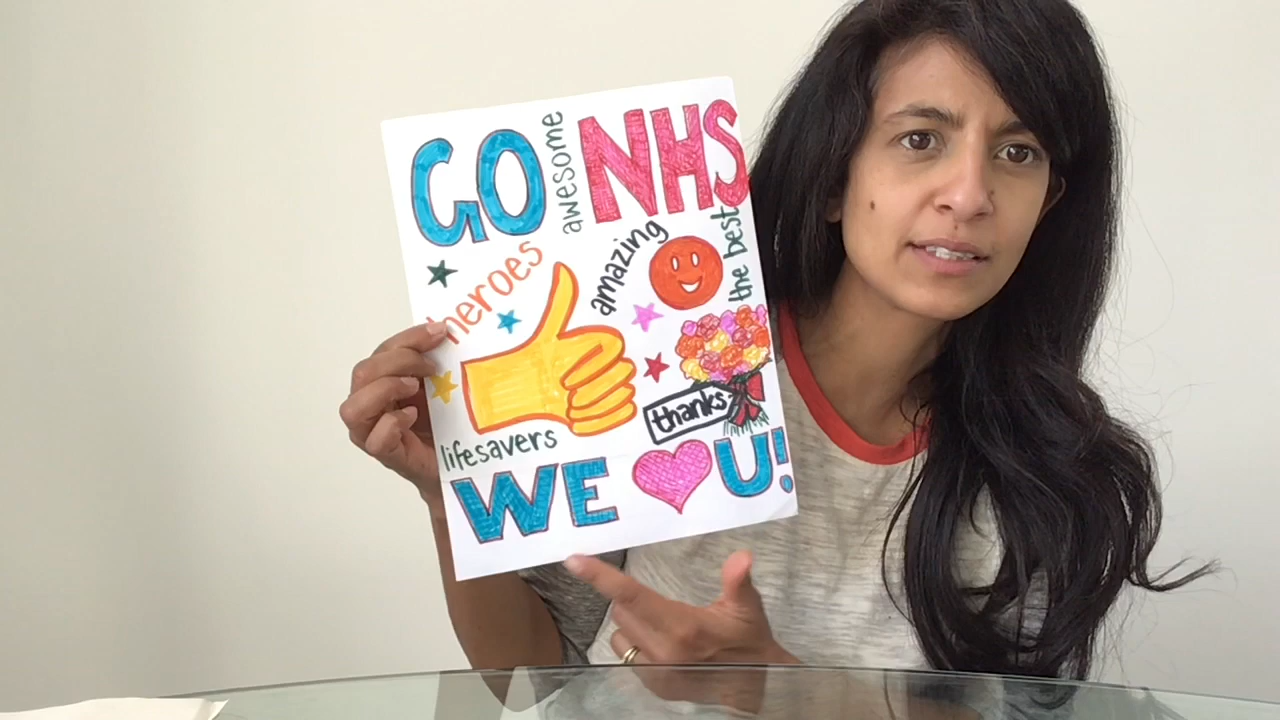 GO awesome NHS
heroes
amazing
the best
thanks
lifesavers
WE U!